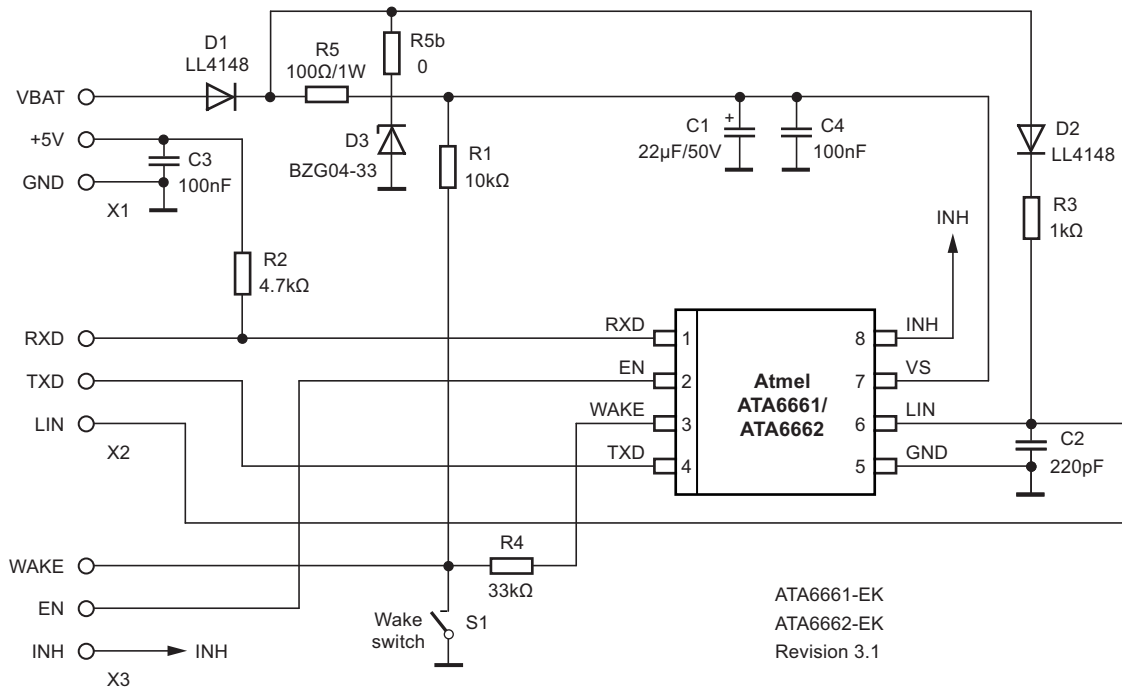 D1
LL4148
R5
100Ω/1W
R5b
0
VBAT
+5V
GND
X1
C3
100nF
D3
BZG04-33
R1
10kΩ
C1
+
22µF/50V
C4
100nF
D2
LL4148
R3
1kΩ
INH
R2
4.7kΩ
RXD
TXD
LIN
X2
RXD
EN
WAKE
TXD
1
2
3
4
Atmel
ATA6661/
ATA6662
8
7
6
5
INH
VS
LIN
GND
C2
220pF
WAKE
EN
INH
INH
X3
R4
33kΩ
Wake
switch
S1
ATA6661-EK
ATA6662-EK
Revision 3.1